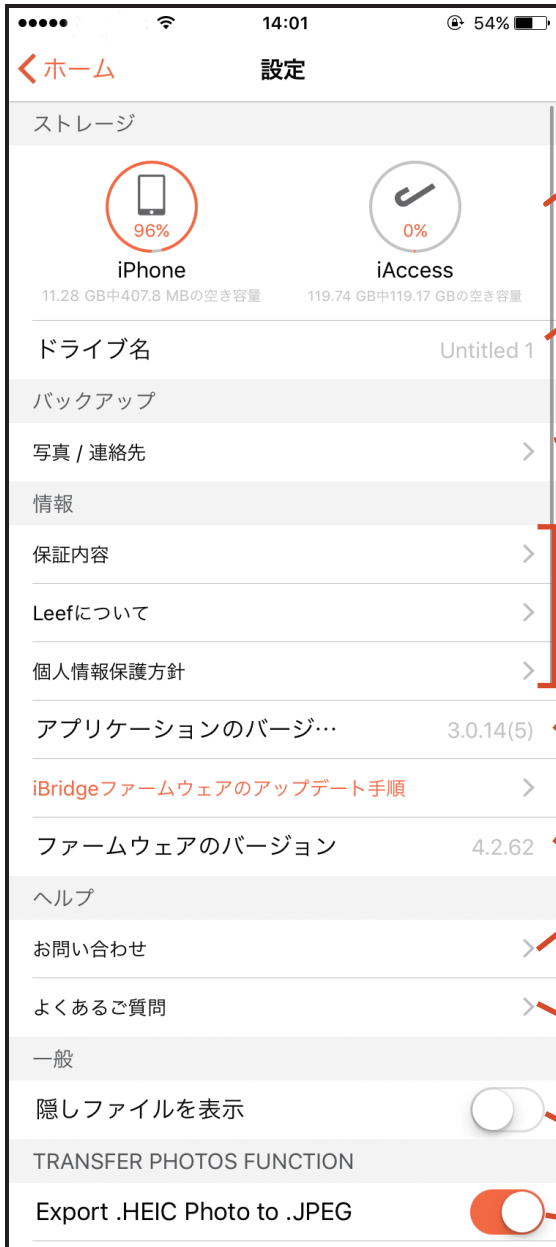 14:01
54%
ホーム
設定
ストレージ
96%
0%
iPhone
iAccess
11.28 GB中407.8 MBの空き容量
119.74 GB中119.17 GBの空き容量
ドライブ名
Untitled 1
バックアップ
写真 / 連絡先
情報
保証内容
Leefについて
個人情報保護方針
アプリケーションのバージ…
3.0.14(5)
iBridgeファームウェアのアップデート手順
ファームウェアのバージョン
4.2.62
ヘルプ
お問い合わせ
よくあるご質問
一般
隠しファイルを表示
TRANSFER PHOTOS FUNCTION
Export .HEIC Photo to .JPEG